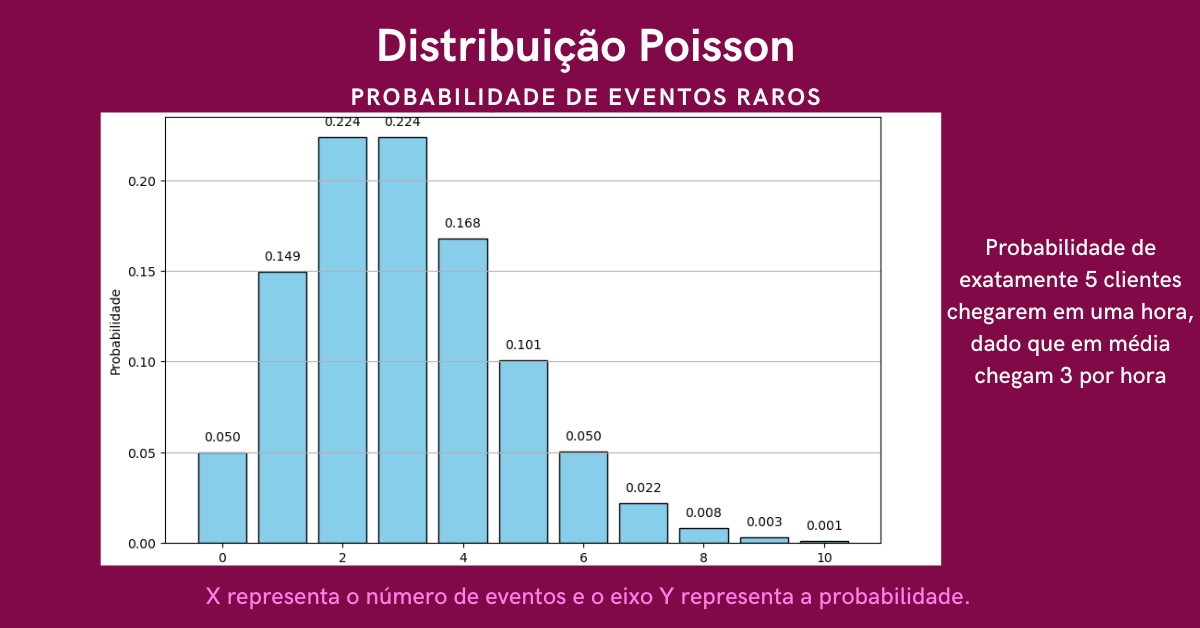 Distribuição Poisson
PROBABILIDADE DE EVENTOS RAROS
0.224
0.224
0.20
0.168
0.149
0.15
Probabilidade
0.101
0.10
0.050
0.050
0.05
0.022
0.008
0.003
0.001
0.00
0
2
4
6
8
10
Probabilidade de
exatamente 5 clientes
chegarem em uma hora,
dado que em média
chegam 3 por hora
X representa o número de eventos e o eixo Y representa a probabilidade.